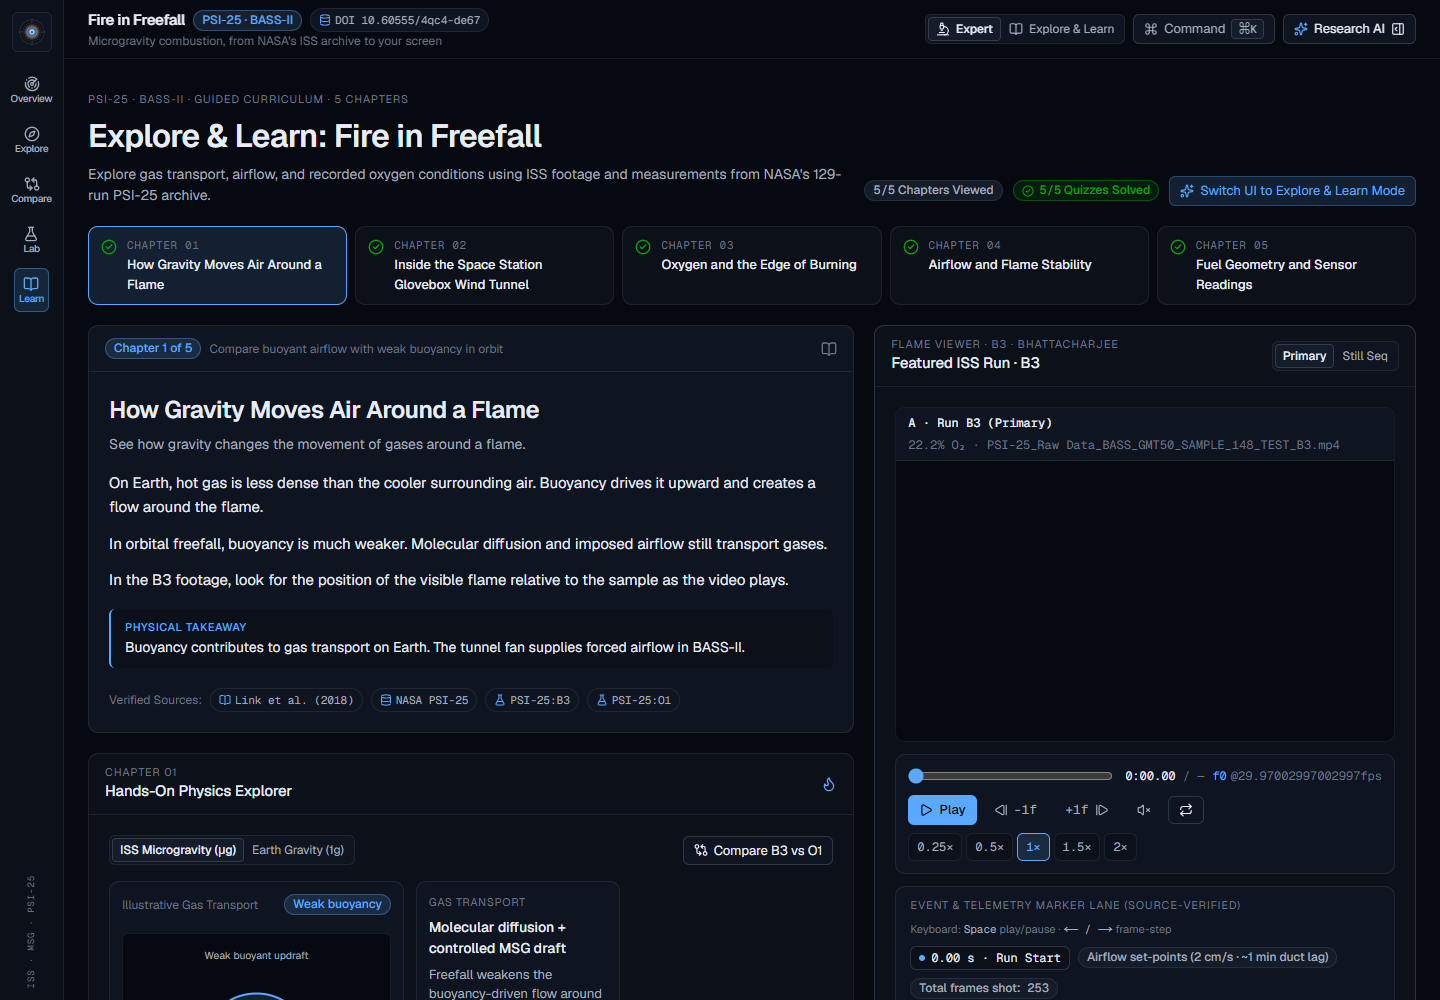 Fire in Freefall
PSI-25 · BASS-II
DOI 10.60555/4qc4-de67
Microgravity combustion, from NASA's ISS archive to your screen
Expert
Explore & Learn
Command
⌘K
Research AI
Overview
Explore
Compare
Lab
Learn
ISS · MSG · PSI-25
PSI-25 · BASS-II · GUIDED CURRICULUM · 5 CHAPTERS
Explore & Learn: Fire in Freefall
Explore gas transport, airflow, and recorded oxygen conditions using ISS footage and measurements from NASA's 129-
run PSI-25 archive.
5/5 Chapters Viewed
5/5 Quizzes Solved
Switch UI to Explore & Learn Mode
CHAPTER 01
How Gravity Moves Air Around a
Flame
CHAPTER 02
Inside the Space Station
Glovebox Wind Tunnel
CHAPTER 03
Oxygen and the Edge of Burning
CHAPTER 04
Airflow and Flame Stability
CHAPTER 05
Fuel Geometry and Sensor
Readings
Chapter 1 of 5
Compare buoyant airflow with weak buoyancy in orbit
How Gravity Moves Air Around a Flame
See how gravity changes the movement of gases around a flame.
On Earth, hot gas is less dense than the cooler surrounding air. Buoyancy drives it upward and creates a
flow around the flame.
In orbital freefall, buoyancy is much weaker. Molecular diffusion and imposed airflow still transport gases.
In the B3 footage, look for the position of the visible flame relative to the sample as the video plays.
PHYSICAL TAKEAWAY
Buoyancy contributes to gas transport on Earth. The tunnel fan supplies forced airflow in BASS-II.
Verified Sources:
Link et al. (2018)
NASA PSI-25
PSI-25:B3
PSI-25:O1
CHAPTER 01
Hands-On Physics Explorer
ISS Microgravity (μg)
Earth Gravity (1g)
Compare B3 vs O1
Illustrative Gas Transport
Weak buoyancy
Weak buoyant updraft
GAS TRANSPORT
Molecular diffusion +
controlled MSG draft
Freefall weakens the
buoyancy-driven flow around
FLAME VIEWER · B3 · BHATTACHARJEE
Featured ISS Run · B3
Primary
Still Seq
A · Run B3 (Primary)
22.2% O₂ · PSI-25_Raw Data_BASS_GMT50_SAMPLE_148_TEST_B3.mp4
0:00.00 / — f0 @29.97002997002997fps
Play
-1f
+1f
0.25×
0.5×
1×
1.5×
2×
EVENT & TELEMETRY MARKER LANE (SOURCE-VERIFIED)
Keyboard: Space play/pause · ← / → frame-step
0.00 s · Run Start
Airflow set-points (2 cm/s · ~1 min duct lag)
Total frames shot: 253